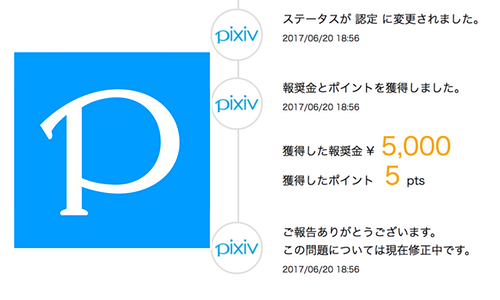 pixiv
ステータスが 認定 に変更されました。
2017/06/20 18:56
pixiv
報奨金とポイントを獲得しました。
2017/06/20 18:56
獲得した報奨金 ¥ 5,000
獲得したポイント 5 pts
P
pixiv
ご報告ありがとうございます。
この問題については現在修正中です。
2017/06/20 18:56